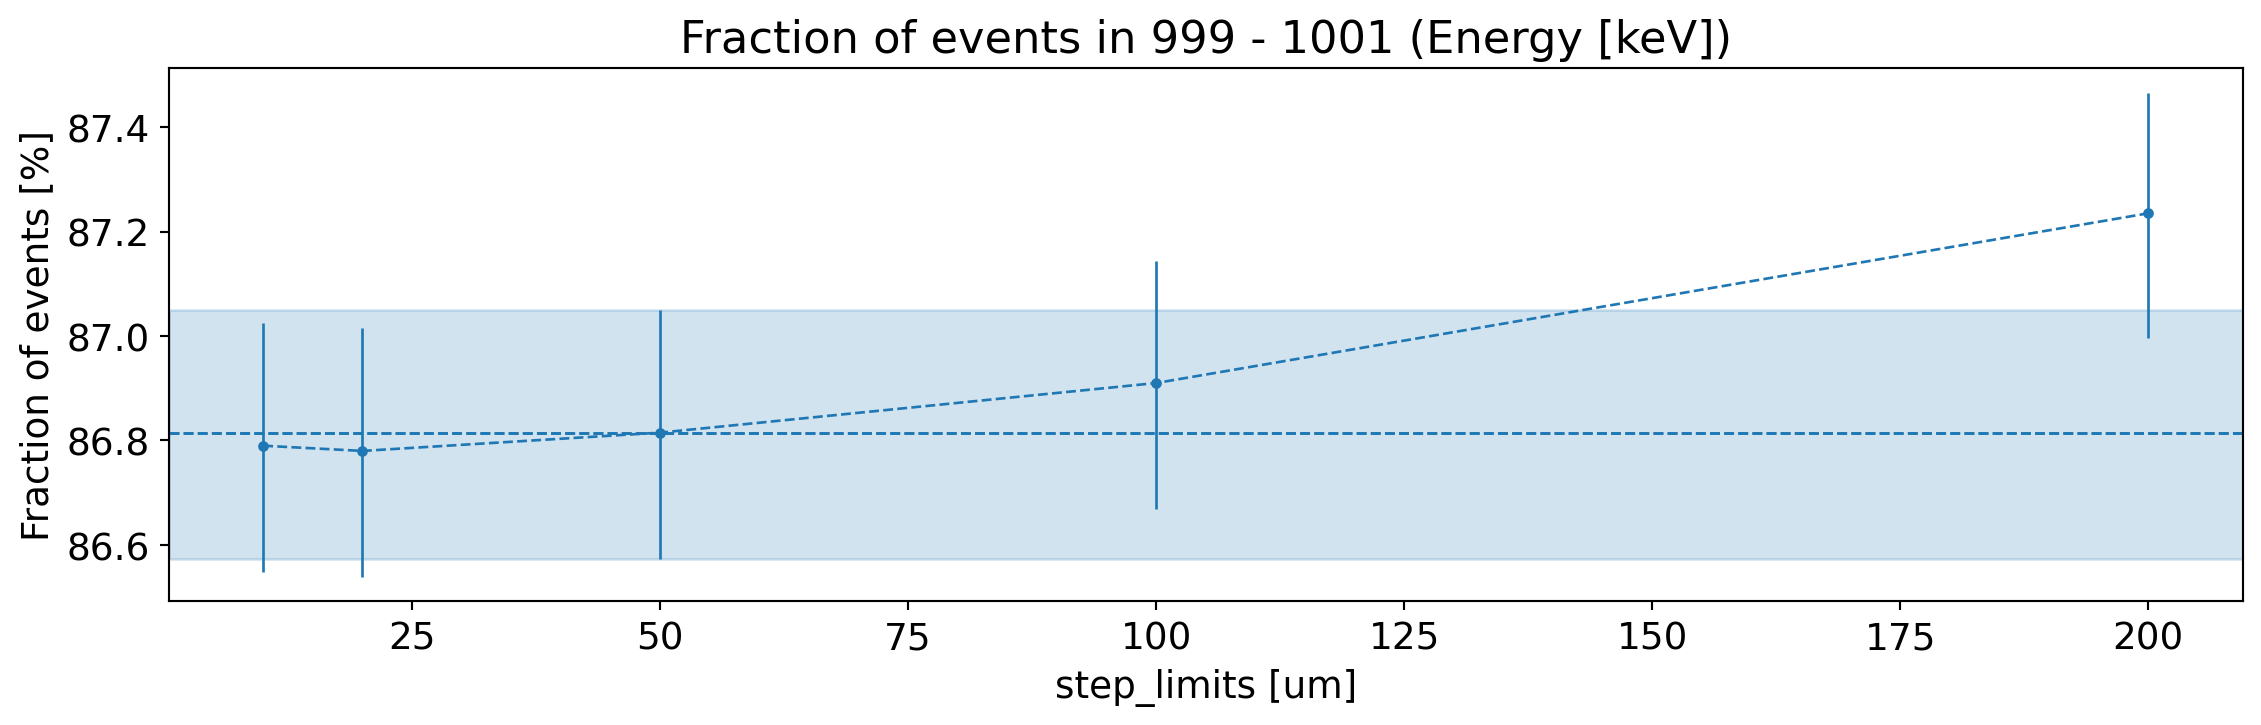 Fraction of events in 999 - 1001 (Energy [keV])
Fraction of events [%]
87.4
87.2
87.0
86.8
86.6
25 50 75 100 125 150 175 200
step_limits [um]